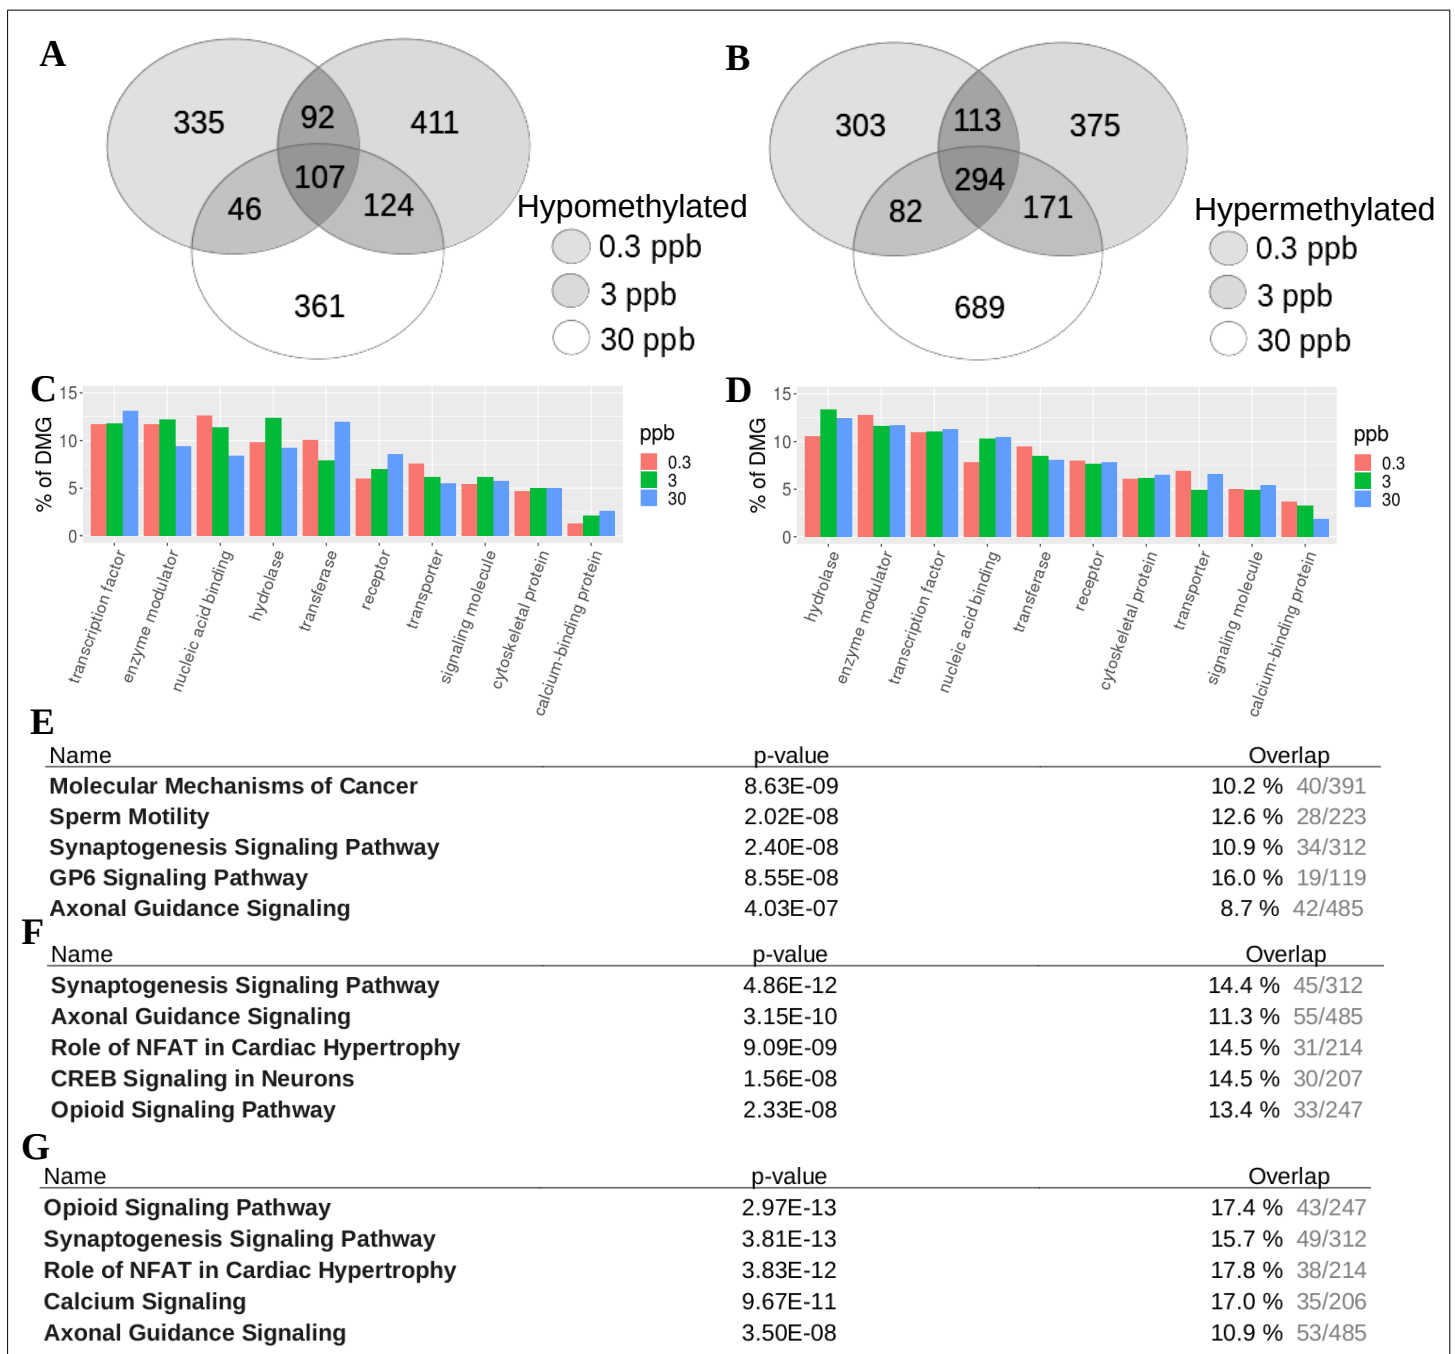 A
335
92
411
107
46
124
361
Hypomethylated
0.3 ppb
3 ppb
30 ppb
B
303
113
375
294
82
171
689
Hypermethylated
0.3 ppb
3 ppb
30 ppb
C
% of DMG
15
10
5
0
transcription factor
enzyme modulator
nucleic acid binding
hydrolase
transferase
receptor
transporter
signaling molecule
cytoskeletal protein
calcium-binding protein
ppb
0.3
3
30
D
% of DMG
15
10
5
0
hydrolase
enzyme modulator
transcription factor
nucleic acid binding
transferase
receptor
cytoskeletal protein
transporter
signaling molecule
calcium-binding protein
ppb
0.3
3
30
E
Name p-value Overlap
Molecular Mechanisms of Cancer 8.63E-09 10.2 % 40/391
Sperm Motility 2.02E-08 12.6 % 28/223
Synaptogenesis Signaling Pathway 2.40E-08 10.9 % 34/312
GP6 Signaling Pathway 8.55E-08 16.0 % 19/119
Axonal Guidance Signaling 4.03E-07 8.7 % 42/485
F
Name p-value Overlap
Synaptogenesis Signaling Pathway 4.86E-12 14.4 % 45/312
Axonal Guidance Signaling 3.15E-10 11.3 % 55/485
Role of NFAT in Cardiac Hypertrophy 9.09E-09 14.5 % 31/214
CREB Signaling in Neurons 1.56E-08 14.5 % 30/207
Opioid Signaling Pathway 2.33E-08 13.4 % 33/247
G
Name p-value Overlap
Opioid Signaling Pathway 2.97E-13 17.4 % 43/247
Synaptogenesis Signaling Pathway 3.81E-13 15.7 % 49/312
Role of NFAT in Cardiac Hypertrophy 3.83E-12 17.8 % 38/214
Calcium Signaling 9.67E-11 17.0 % 35/206
Axonal Guidance Signaling 3.50E-08 10.9 % 53/485